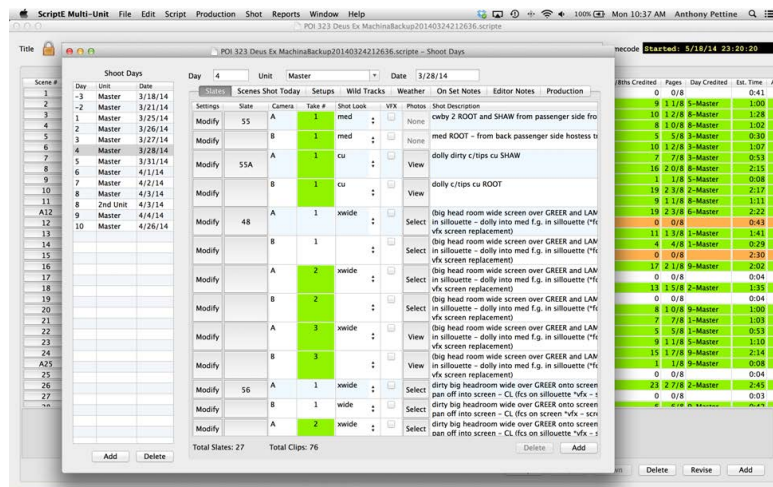 ScriptE Multi-Unit File Edit Script Production Shot Reports Window Help 100% Mon 10:37 AM Anthony Pettine
POI 323 Deus Ex MachinaBackup20140324212636.scripte
Title
necode Started: 5/18/14 23:20:20
POI 323 Deus Ex MachinaBackup20140324212636.scripte – Shoot Days
Shoot Days
Day Unit Date
-3 Master 3/18/14
-2 Master 3/21/14
1 Master 3/25/14
2 Master 3/26/14
3 Master 3/27/14
4 Master 3/28/14
5 Master 3/31/14
6 Master 4/1/14
7 Master 4/2/14
8 Master 4/3/14
8 2nd Unit 4/3/14
9 Master 4/4/14
10 Master 4/26/14
Add Delete
Day 4 Unit Master Date 3/28/14
Slates Scenes Shot Today Setups Wild Tracks Weather On Set Notes Editor Notes Production
Settings Slate Camera Take # Shot Look VFX Photos Shot Description
Modify 55 A 1 med None cwby 2 ROOT and SHAW from passenger side fro
Modify B 1 med None med ROOT – from back passenger side hostess t
Modify 55A A 1 cu View dolly dirty c/tips cu SHAW
Modify B 1 cu View dolly c/tips cu ROOT
Modify 48 A 1 xwide Select (big head room wide screen over GREER and LAM
in sillouette – dolly into med f.g. in sillouette (*fc
vfx screen replacement)
Modify B 1 Select (big head room wide screen over GREER and LAM
in sillouette – dolly into med f.g. in sillouette (*fc
vfx screen replacement)
Modify A 2 xwide Select (big head room wide screen over GREER and LAM
in sillouette – dolly into med f.g. in sillouette (*fc
vfx screen replacement)
Modify B 2 Select (big head room wide screen over GREER and LAM
in sillouette – dolly into med f.g. in sillouette (*fc
vfx screen replacement)
Modify A 3 xwide View (big head room wide screen over GREER and LAM
in sillouette – dolly into med f.g. in sillouette (*fc
vfx screen replacement)
Modify B 3 View (big head room wide screen over GREER and LAM
in sillouette – dolly into med f.g. in sillouette (*fc
vfx screen replacement)
Modify 56 A 1 xwide Select dirty big headroom wide over GREER onto screen
pan off into screen – CL (fcs on sillouette *vfx – s
Modify B 1 wide Select dirty big headroom wide over GREER onto screen
pan off into screen – CL (fcs on screen *vfx – scr
Modify A 2 xwide Select dirty big headroom wide over GREER onto screen
pan off into screen – CL (fcs on sillouette *vfx – s
Total Slates: 27 Total Clips: 76 Delete Add
Scene #
1
2
3
4
5
6
7
8
9
10
11
A12
12
13
14
15
16
17
18
19
20
21
22
23
24
A25
25
26
27
/8ths Credited Pages Day Credited Est. Time
0 0/8 0:41
9 1 1/8 5-Master 1:00
10 1 2/8 8-Master 1:28
8 1 0/8 8-Master 1:02
5 5/8 3-Master 0:30
10 1 2/8 3-Master 1:07
7 7/8 3-Master 0:53
16 2 0/8 8-Master 2:15
1 1/8 5-Master 0:08
19 2 3/8 2-Master 2:17
9 1 1/8 8-Master 1:11
19 2 3/8 6-Master 2:22
0 0/8 0:43
11 1 3/8 1-Master 1:41
4 4/8 1-Master 0:29
0 0/8 2:30
17 2 1/8 9-Master 2:02
0 0/8 0:04
13 1 5/8 2-Master 1:35
0 0/8 0:04
8 1 0/8 9-Master 1:00
7 7/8 1-Master 1:03
5 5/8 1-Master 0:53
9 1 1/8 5-Master 1:10
15 1 7/8 9-Master 2:14
1 1/8 9-Master 0:08
0 0/8 0:04
23 2 7/8 2-Master 2:45
0 0/8 0:03
Delete Revise Add